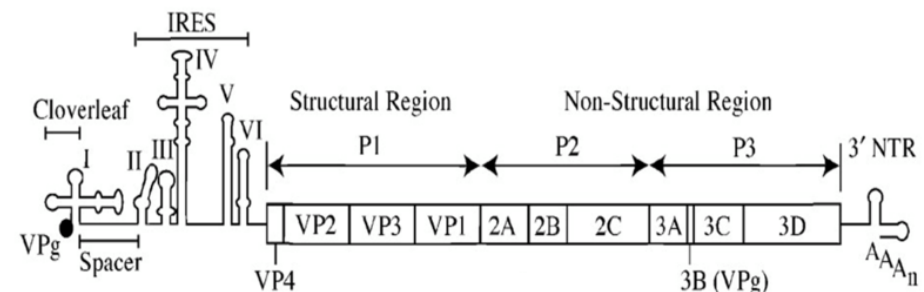 IRES
IV
Cloverleaf
V
Structural Region
Non-Structural Region
I
II
III
VI
P1
P2
P3
3′ NTR
VPg
Spacer
VP2
VP3
VP1
2A
2B
2C
3A
3C
3D
VP4
3B (VPg)
AAAn